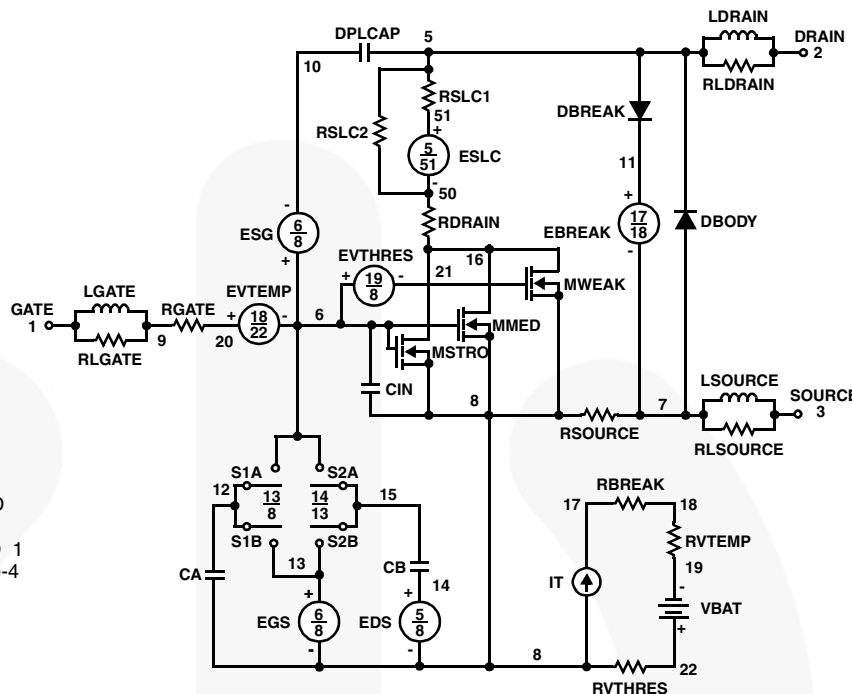 LDRAIN
DPLCAP 5 DRAIN
10 2
RLDRAIN
RSLC1
51
DBREAK
RSLC2
+
5
51
ESLC
-
11
50
- RDRAIN
+
ESG 6
8
EBREAK 17
18
DBODY
+ -
EVTHRES
16
21
+ 19
8 -
MWEAK
LGATE
EVTEMP
GATE RGATE + 18
22 - 6
1
MMED
9 20
MSTRO
RLGATE
CIN
LSOURCE
8 7 SOURCE
3
RSOURCE
RLSOURCE
S1A S2A
12 13
8 14
13 15
S1B S2B
RBREAK
17 18
RVTEMP
13
CA CB
14
IT
19
-
VBAT
+ +
EGS 6
8 EDS 5
8
+
- -
8 22
RVTHRES
1
-4